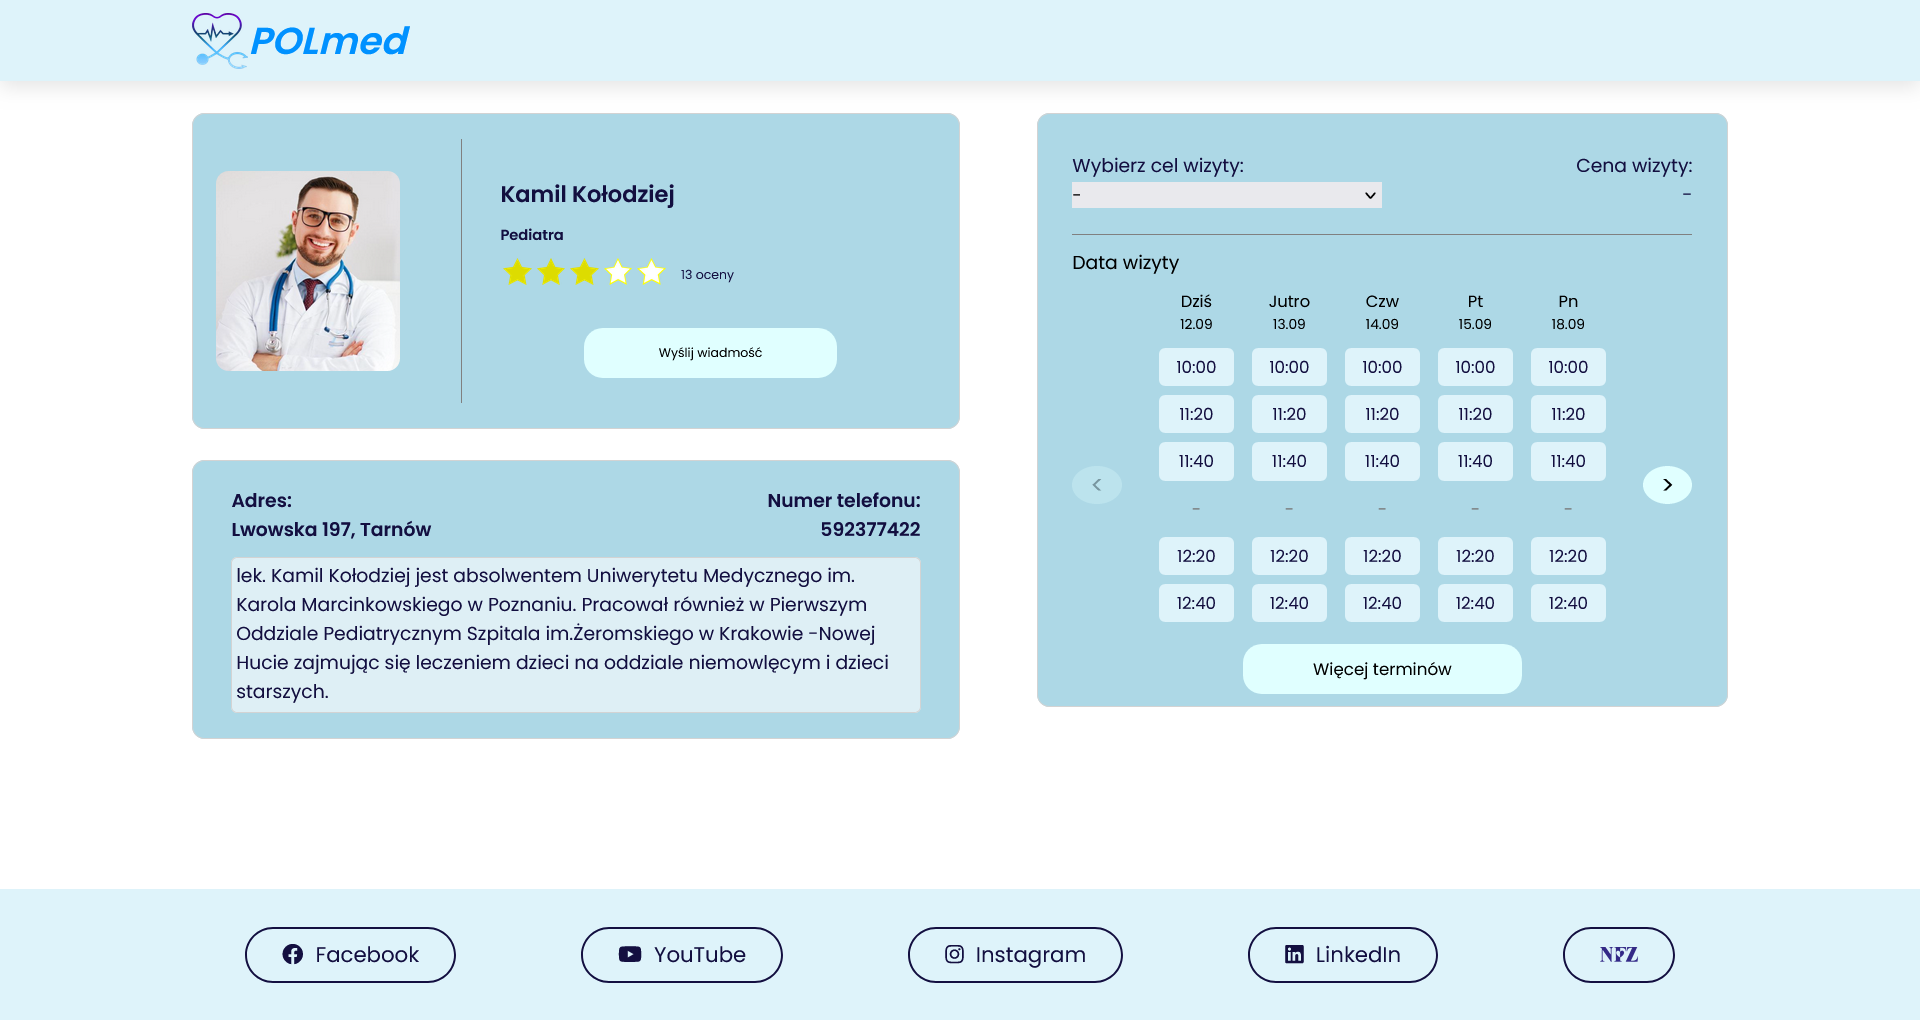 POLmed
Kamil Kołodziej
Pediatra
13 oceny
Wyślij wiadmość
Adres:
Lwowska 197, Tarnów
Numer telefonu:
592377422
lek. Kamil Kołodziej jest absolwentem Uniwerytetu Medycznego im.
Karola Marcinkowskiego w Poznaniu. Pracował również w Pierwszym
Oddziale Pediatrycznym Szpitala im.Żeromskiego w Krakowie -Nowej
Hucie zajmując się leczeniem dzieci na oddziale niemowlęcym i dzieci
starszych.
Wybierz cel wizyty:
-
Cena wizyty:
-
Data wizyty
Dziś Jutro Czw Pt Pn
12.09 13.09 14.09 15.09 18.09
10:00 10:00 10:00 10:00 10:00
11:20 11:20 11:20 11:20 11:20
11:40 11:40 11:40 11:40 11:40
< >
- - - - -
12:20 12:20 12:20 12:20 12:20
12:40 12:40 12:40 12:40 12:40
Więcej terminów
Facebook YouTube Instagram LinkedIn NFZ